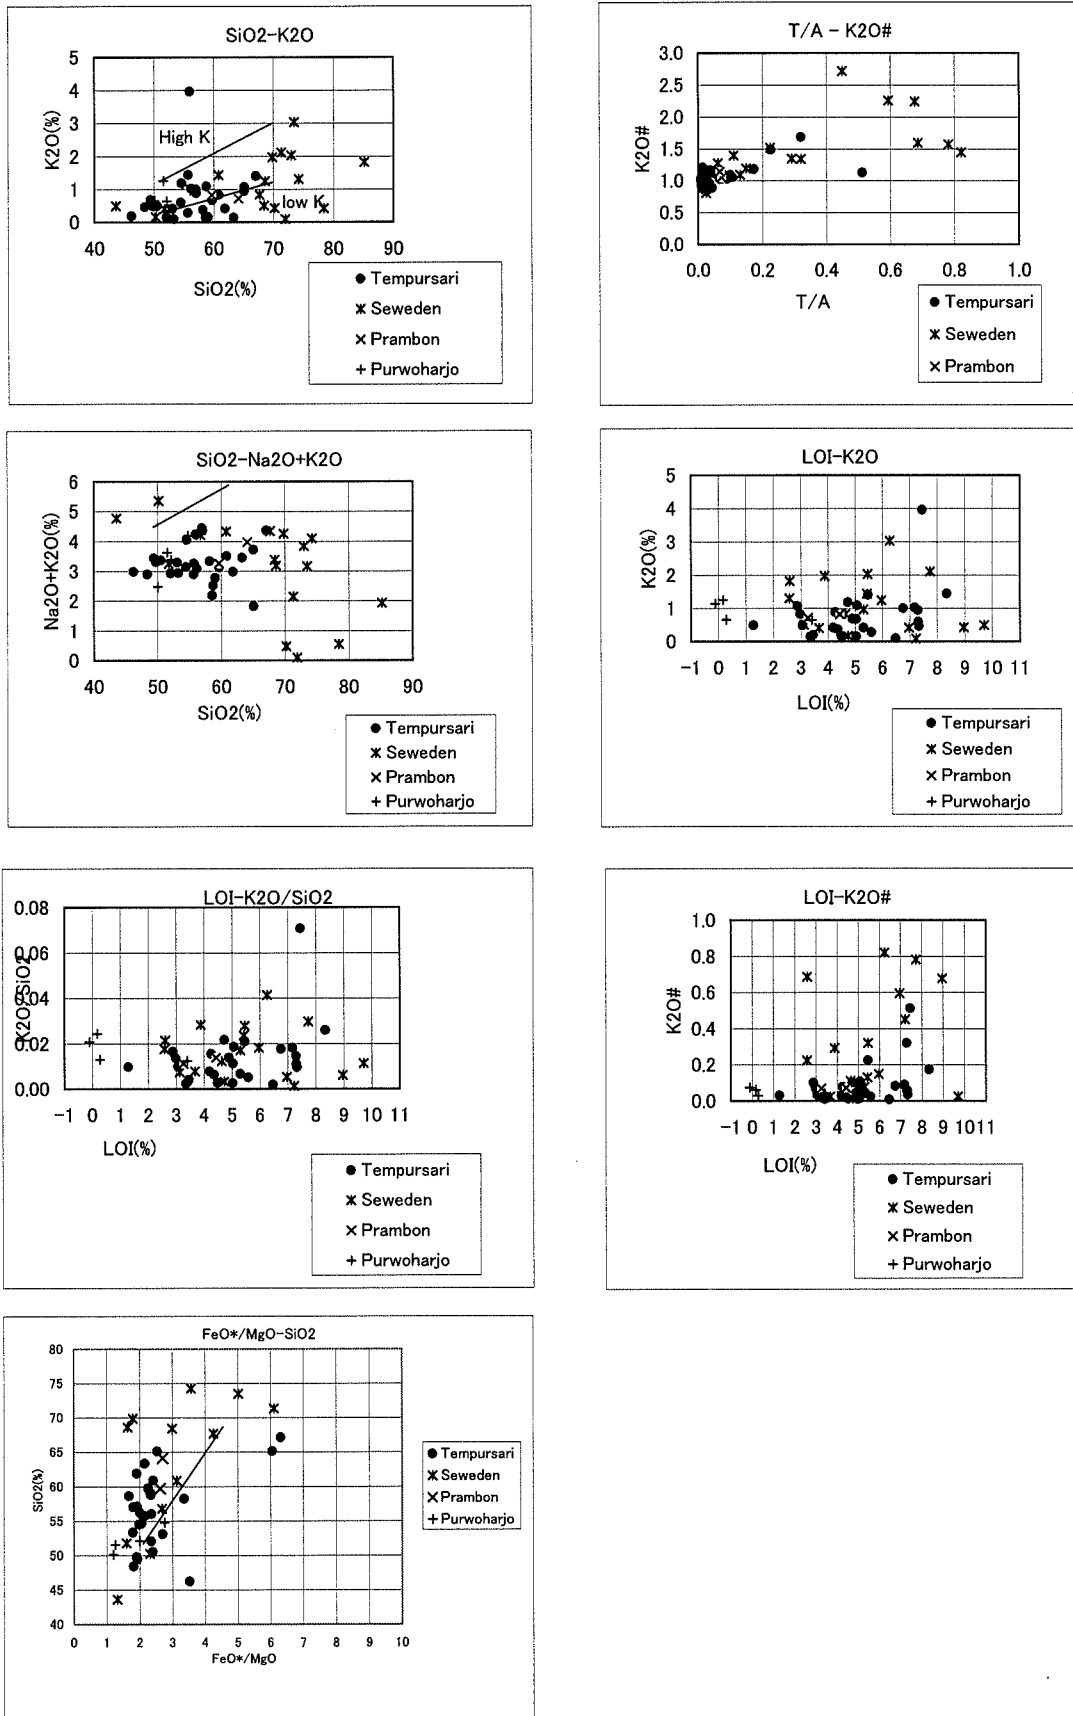 SiO2-K2O
5
4
3
2
1
0
K2O(%)
High K
low K
40 50 60 70 80 90
SiO2(%)
Tempursari
Seweden
Prambon
Purwoharjo
T/A - K2O#
3.0
2.5
2.0
1.5
1.0
0.5
0.0
K2O#
0.0 0.2 0.4 0.6 0.8 1.0
T/A
Tempursari
Seweden
Prambon
SiO2-Na2O+K2O
6
5
4
3
2
1
0
Na2O+K2O(%)
40 50 60 70 80 90
SiO2(%)
Tempursari
Seweden
Prambon
Purwoharjo
LOI-K2O
5
4
3
2
1
0
K2O(%)
-1 0 1 2 3 4 5 6 7 8 9 10 11
LOI(%)
Tempursari
Seweden
Prambon
Purwoharjo
LOI-K2O/SiO2
0.08
0.06
0.04
0.02
0.00
K2O/SiO2
-1 0 1 2 3 4 5 6 7 8 9 10 11
LOI(%)
Tempursari
Seweden
Prambon
Purwoharjo
LOI-K2O#
1.0
0.8
0.6
0.4
0.2
0.0
K2O#
-1 0 1 2 3 4 5 6 7 8 9 10 11
LOI(%)
Tempursari
Seweden
Prambon
Purwoharjo
FeO*/MgO-SiO2
80
75
70
65
60
55
50
45
40
SiO2(%)
0 1 2 3 4 5 6 7 8 9 10
FeO*/MgO
Tempursari
Seweden
Prambon
Purwoharjo